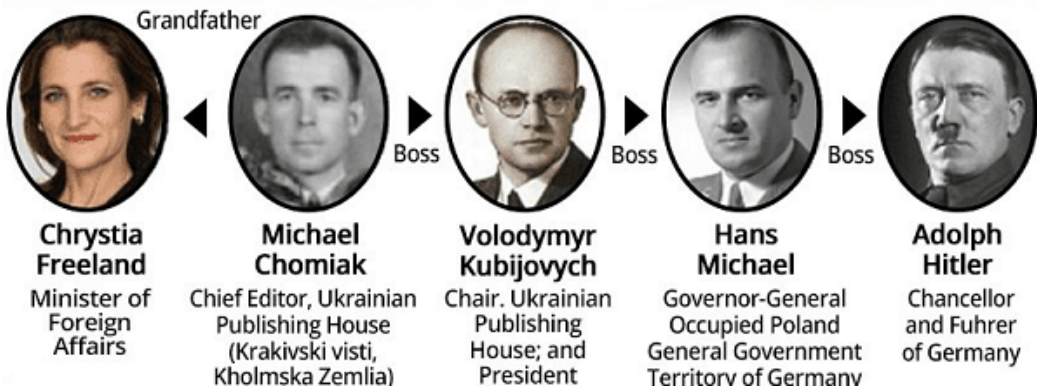 Grandfather
Boss
Boss
Boss
Chrystia
Freeland
Minister of
Foreign
Affairs
Michael
Chomiak
Chief Editor, Ukrainian
Publishing House
(Krakivski visti,
Kholmska Zemlia)
Volodymyr
Kubijovych
Chair. Ukrainian
Publishing
House; and
President
Hans
Michael
Governor-General
Occupied Poland
General Government
Territory of Germany
Adolph
Hitler
Chancellor
and Fuhrer
of Germany